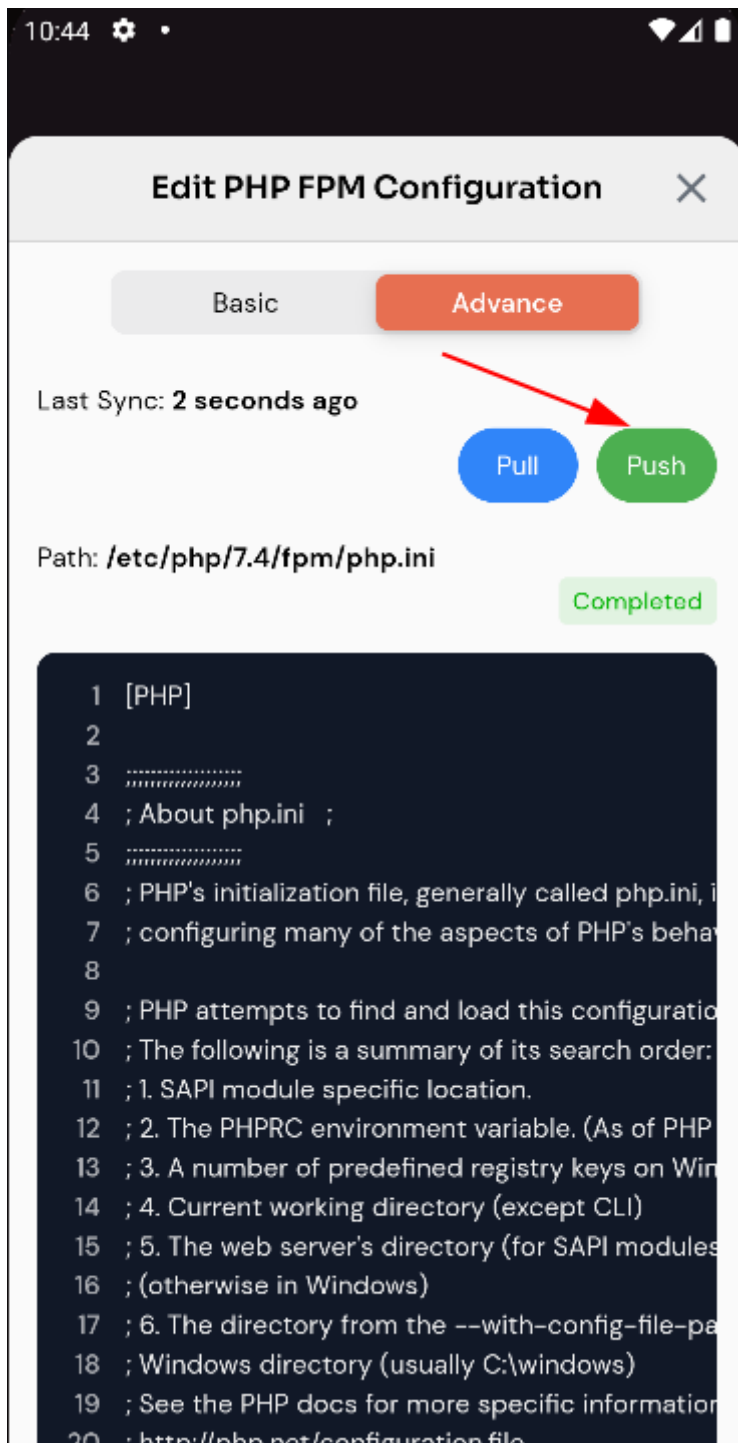 10:44
Edit PHP FPM Configuration
Basic
Advance
Last Sync: 2 seconds ago
Pull
Push
Path: /etc/php/7.4/fpm/php.ini
Completed
1 [PHP]
2
3 ;;;;;;;;;;;;;;;;;;;
4 ; About php.ini ;
5 ;;;;;;;;;;;;;;;;;;;
6 ; PHP's initialization file, generally called php.ini, i
7 ; configuring many of the aspects of PHP's beha
8
9 ; PHP attempts to find and load this configuratio
10 ; The following is a summary of its search order:
11 ; 1. SAPI module specific location.
12 ; 2. The PHPRC environment variable. (As of PHP
13 ; 3. A number of predefined registry keys on Win
14 ; 4. Current working directory (except CLI)
15 ; 5. The web server's directory (for SAPI modules
16 ; (otherwise in Windows)
17 ; 6. The directory from the --with-config-file-pa
18 ; Windows directory (usually C:\windows)
19 ; See the PHP docs for more specific information
20 ; http://php.net/configuration.file